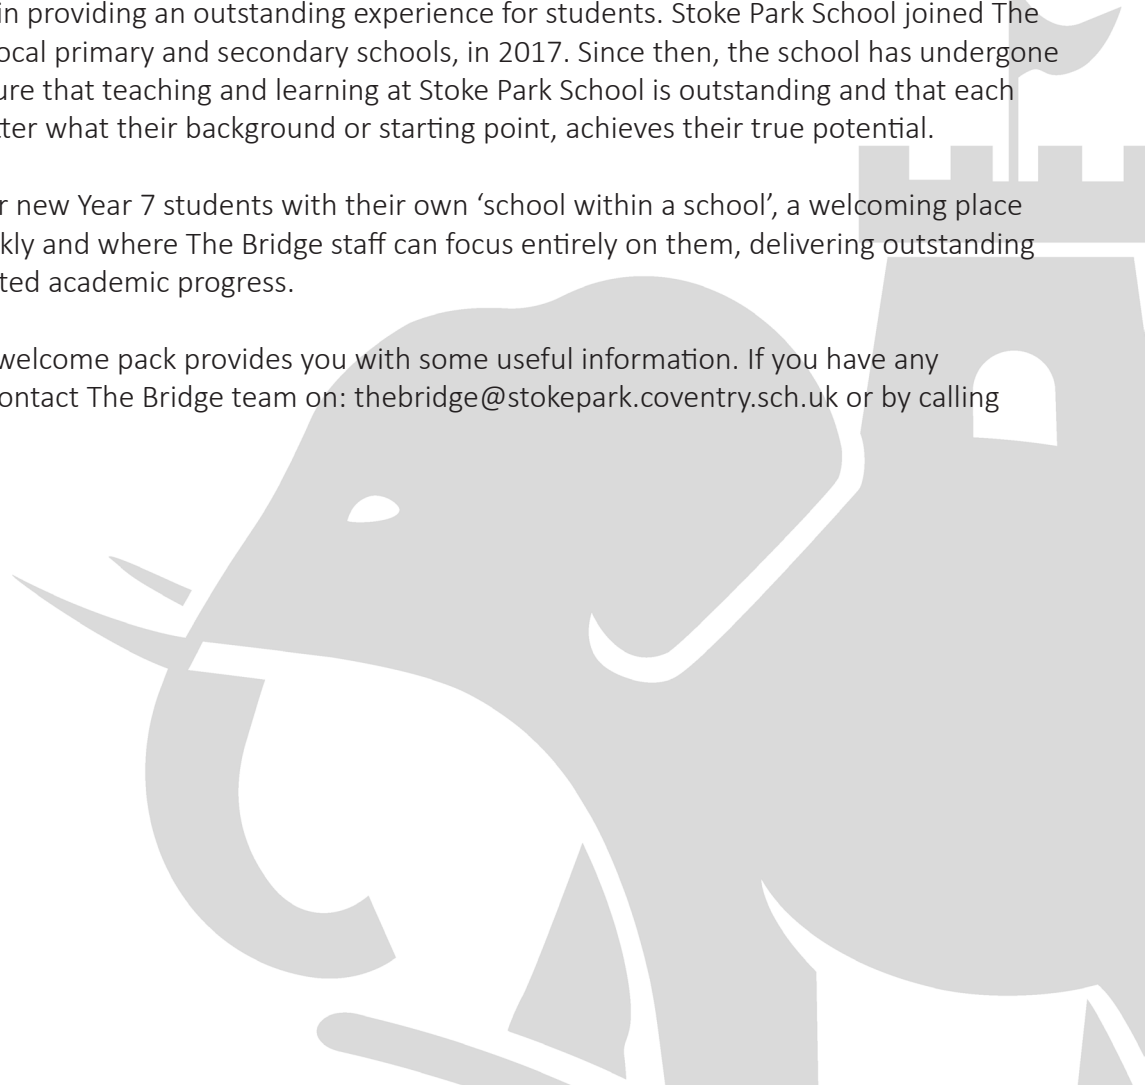 in providing an outstanding experience for students. Stoke Park School joined The
ocal primary and secondary schools, in 2017. Since then, the school has undergone
ure that teaching and learning at Stoke Park School is outstanding and that each
tter what their background or starting point, achieves their true potential.
r new Year 7 students with their own ‘school within a school’, a welcoming place
kly and where The Bridge staff can focus entirely on them, delivering outstanding
ted academic progress.
welcome pack provides you with some useful information. If you have any
ontact The Bridge team on: thebridge@stokepark.coventry.sch.uk or by calling